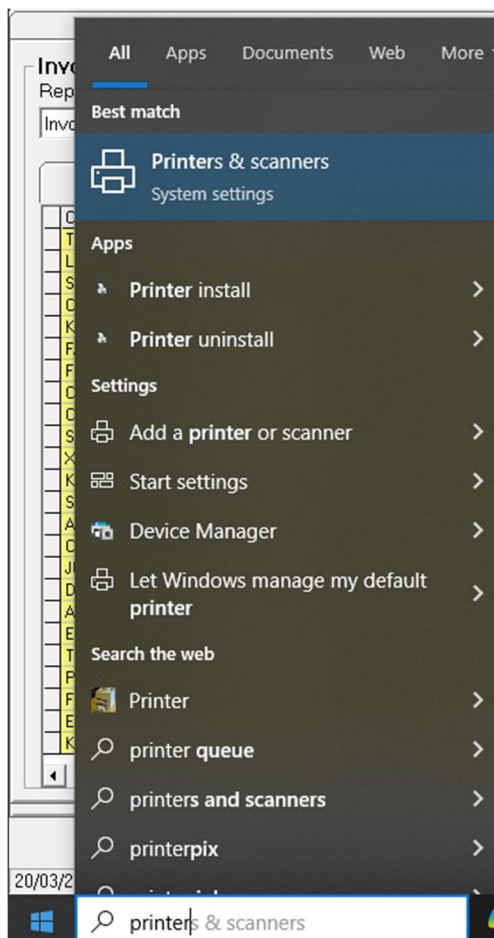 All Apps Documents Web More
Best match
Printers & scanners
System settings
Apps
Printer install
Printer uninstall
Settings
Add a printer or scanner
Start settings
Device Manager
Let Windows manage my default
printer
Search the web
Printer
printer queue
printers and scanners
printerpix
20/03/2
printers & scanners